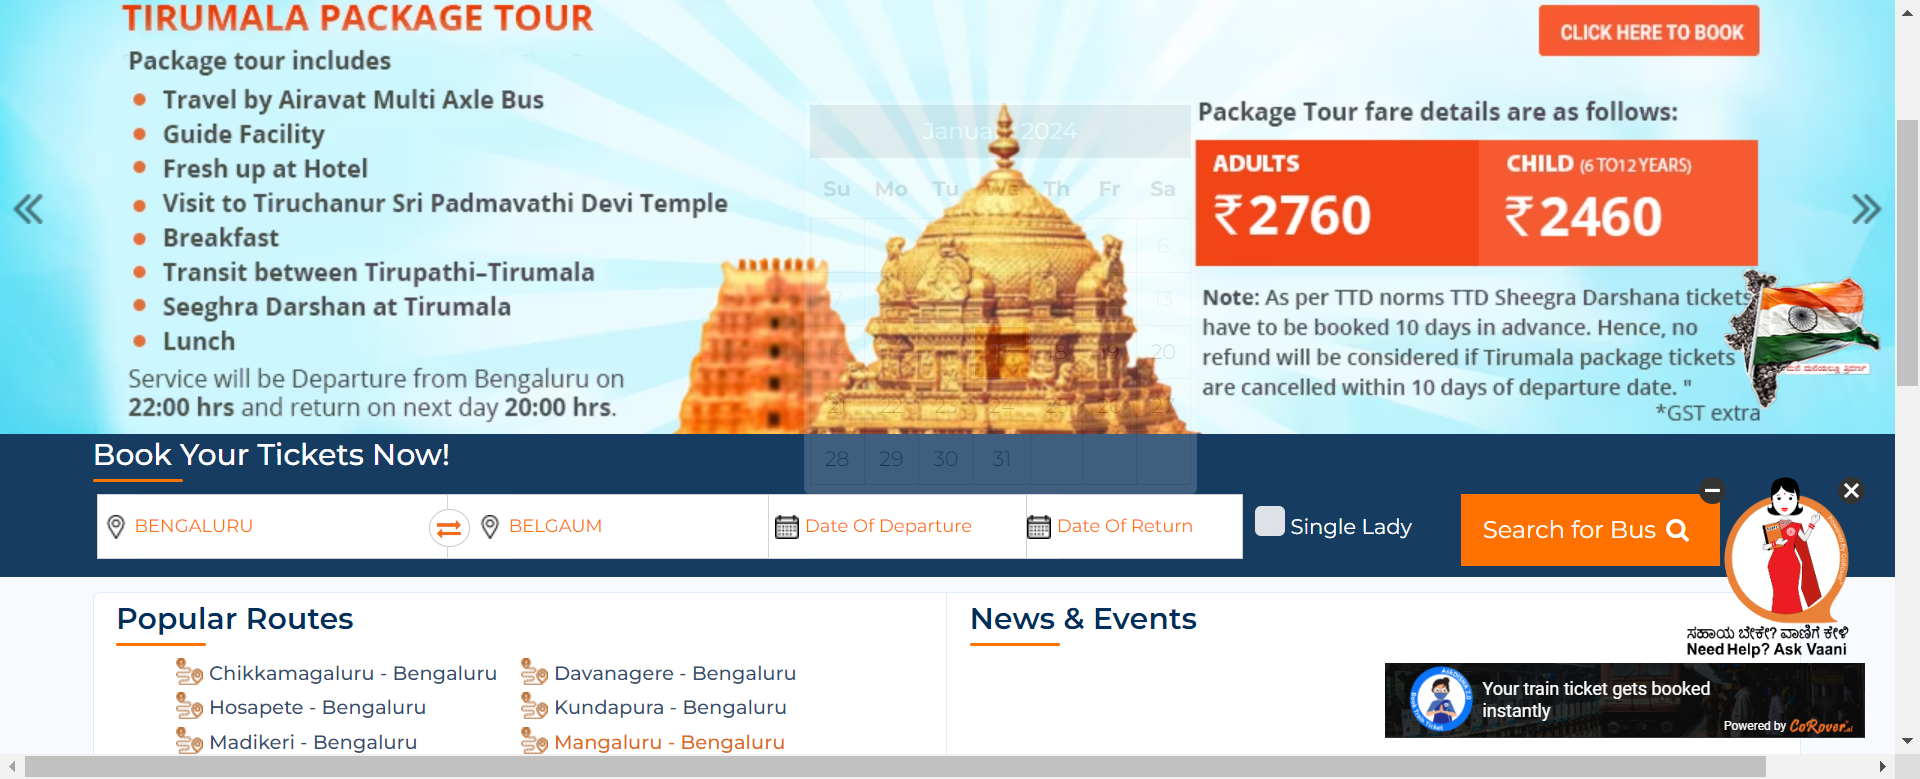 TIRUMALA PACKAGE TOUR
Package tour includes
Travel by Airavat Multi Axle Bus
Guide Facility
Fresh up at Hotel
Visit to Tiruchanur Sri Padmavathi Devi Temple
Breakfast
Transit between Tirupathi–Tirumala
Seeghra Darshan at Tirumala
Lunch
Service will be Departure from Bengaluru on
22:00 hrs and return on next day 20:00 hrs.
CLICK HERE TO BOOK
Package Tour fare details are as follows:
ADULTS
₹2760
CHILD (6 TO12 YEARS)
₹2460
Note: As per TTD norms TTD Sheegra Darshana tickets
have to be booked 10 days in advance. Hence, no
refund will be considered if Tirumala package tickets
are cancelled within 10 days of departure date. "
*GST extra
January 2024
Su Mo Tu We Th Fr Sa
6
7 13
18 19 20
21 22 23 24 25 26 27
28 29 30 31
Book Your Tickets Now!
BENGALURU
BELGAUM
Date Of Departure
Date Of Return
Single Lady
Search for Bus
ಸಹಾಯ ಬೇಕೇ? ವಾಣಿಗೆ ಕೇಳಿ
Need Help? Ask Vaani
Popular Routes
Chikkamagaluru - Bengaluru
Davanagere - Bengaluru
Hosapete - Bengaluru
Kundapura - Bengaluru
Madikeri - Bengaluru
Mangaluru - Bengaluru
News & Events
Your train ticket gets booked
instantly
Powered by CoRover.ai